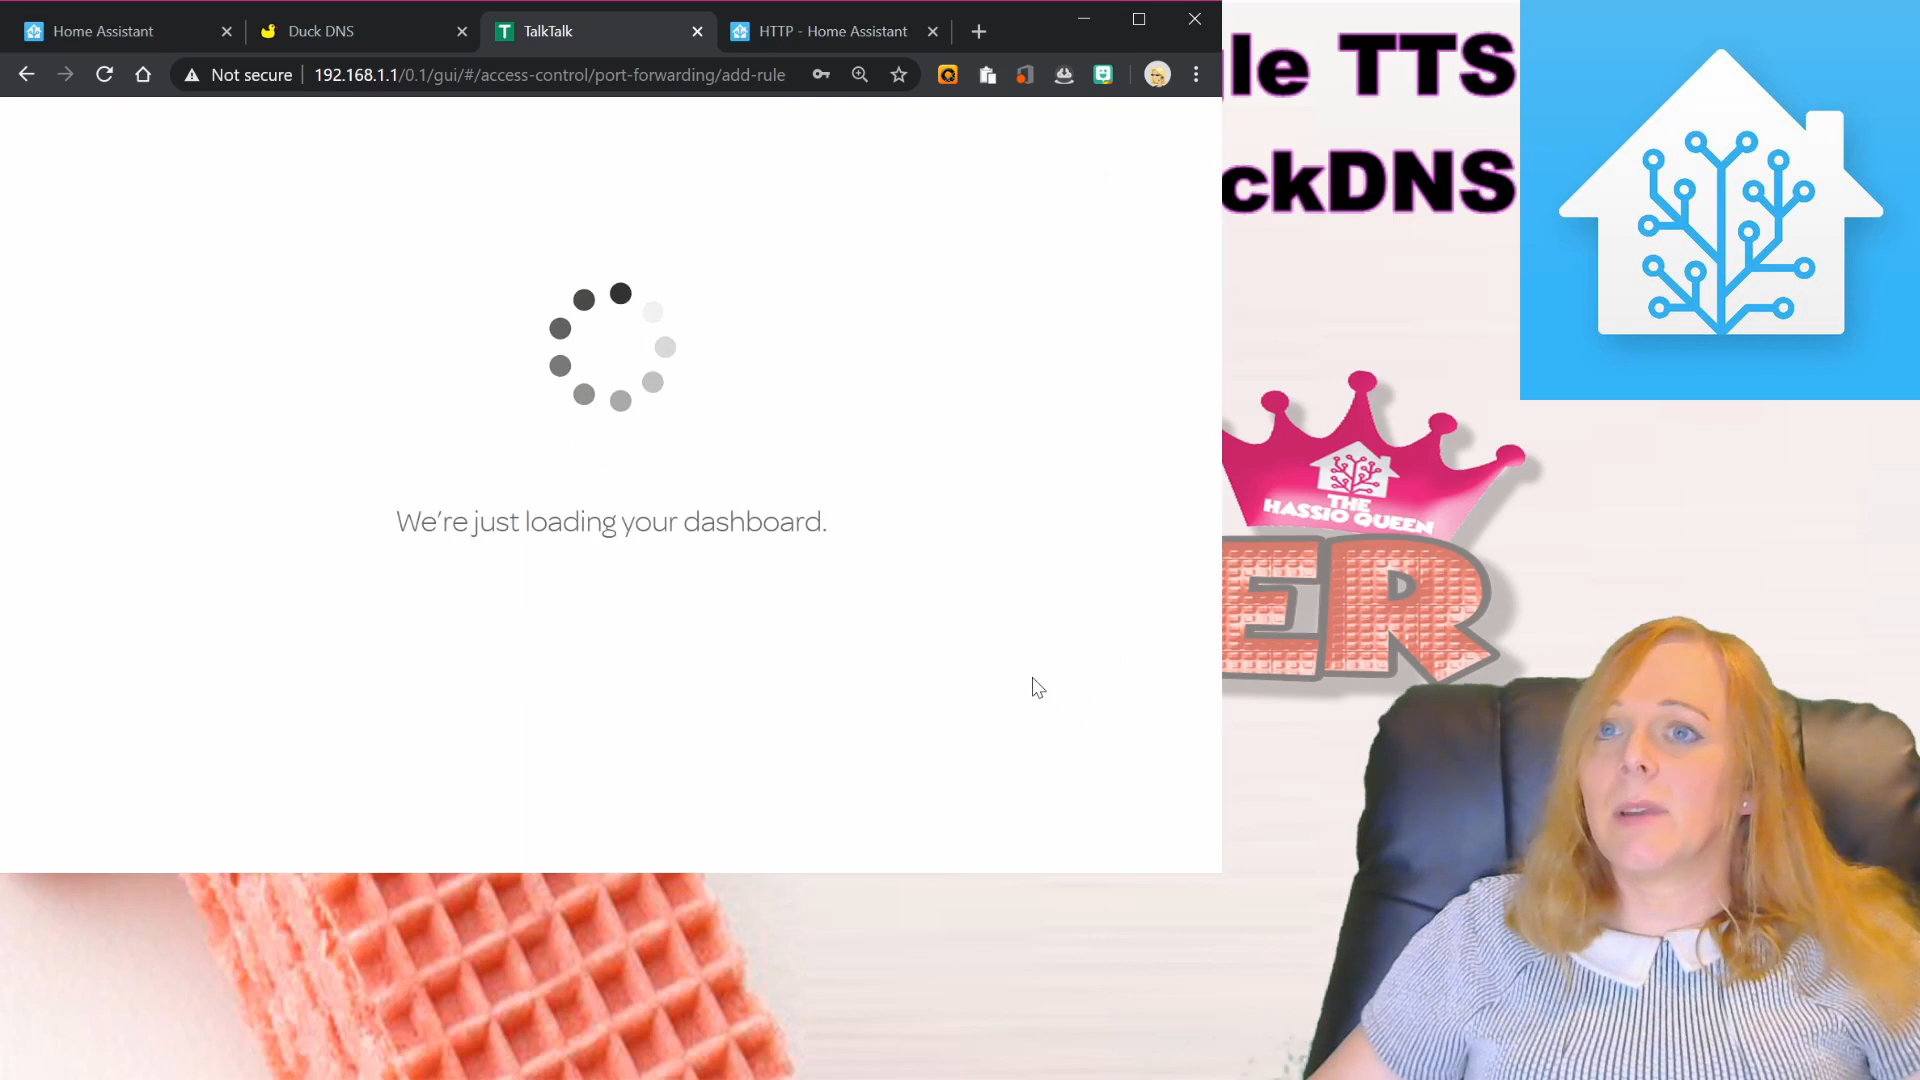 Home Assistant
Duck DNS
TalkTalk
HTTP - Home Assistant
Not secure
192.168.1.1/0.1/gui/#/access-control/port-forwarding/add-rule
We're just loading your dashboard.
le TTS
ckDNS
THE
HASSIO QUEEN
ER